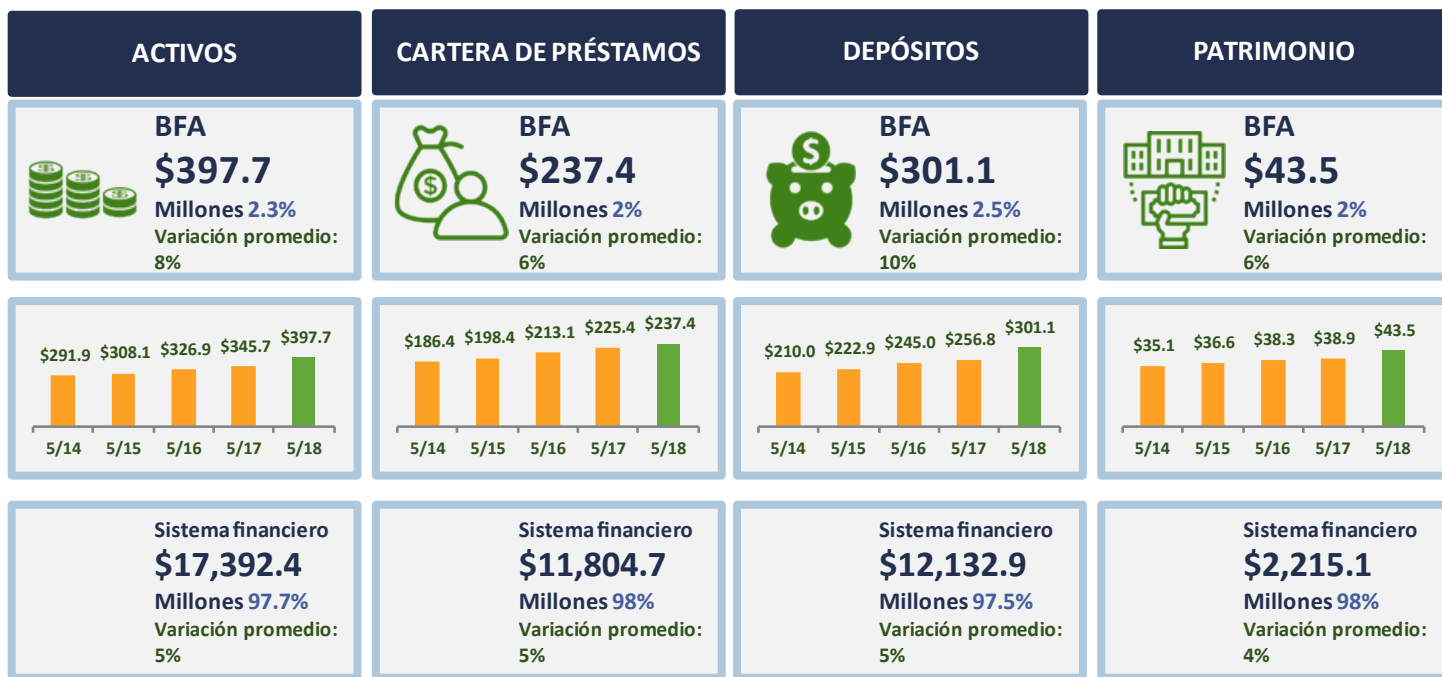 ACTIVOS
CARTERA DE PRÉSTAMOS
DEPÓSITOS
PATRIMONIO
BFA
$397.7
Millones 2.3%
Variación promedio:
8%
BFA
$237.4
Millones 2%
Variación promedio:
6%
BFA
$301.1
Millones 2.5%
Variación promedio:
10%
BFA
$43.5
Millones 2%
Variación promedio:
6%
$291.9 $308.1 $326.9 $345.7 $397.7
5/14 5/15 5/16 5/17 5/18
$186.4 $198.4 $213.1 $225.4 $237.4
5/14 5/15 5/16 5/17 5/18
$210.0 $222.9 $245.0 $256.8 $301.1
5/14 5/15 5/16 5/17 5/18
$35.1 $36.6 $38.3 $38.9 $43.5
5/14 5/15 5/16 5/17 5/18
Sistema financiero
$17,392.4
Millones 97.7%
Variación promedio:
5%
Sistema financiero
$11,804.7
Millones 98%
Variación promedio:
5%
Sistema financiero
$12,132.9
Millones 97.5%
Variación promedio:
5%
Sistema financiero
$2,215.1
Millones 98%
Variación promedio:
4%